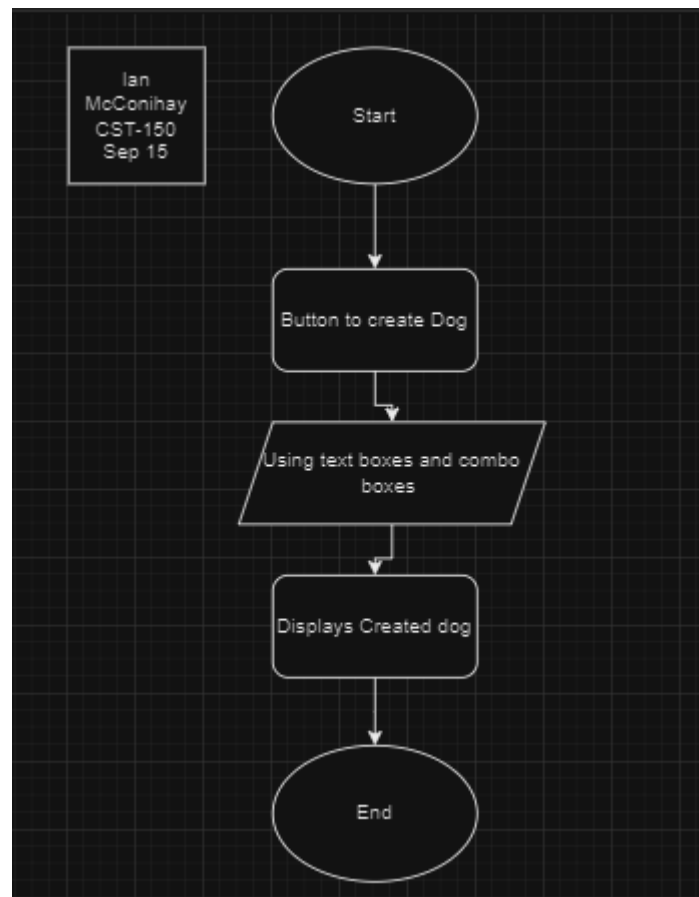 Ian
McConihay
CST-150
Sep 15
Start
Button to create Dog
Using text boxes and combo
boxes
Displays Created dog
End